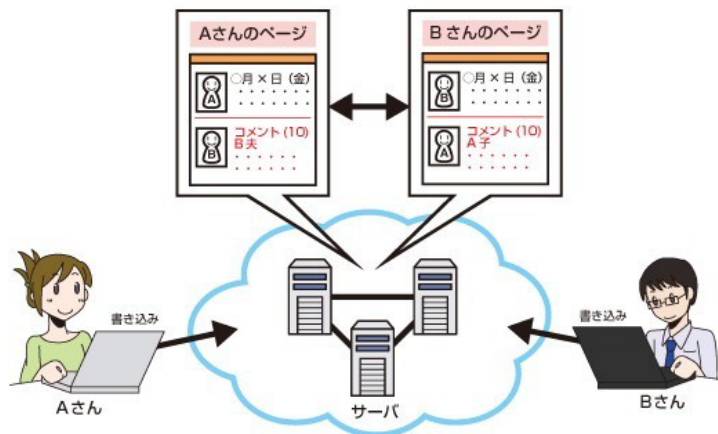 Aさんのページ
○月×日（金）
A
コメント(10)
B夫
B
Bさんのページ
○月×日（金）
B
コメント(10)
A子
A
書き込み
Aさん
サーバ
書き込み
Bさん